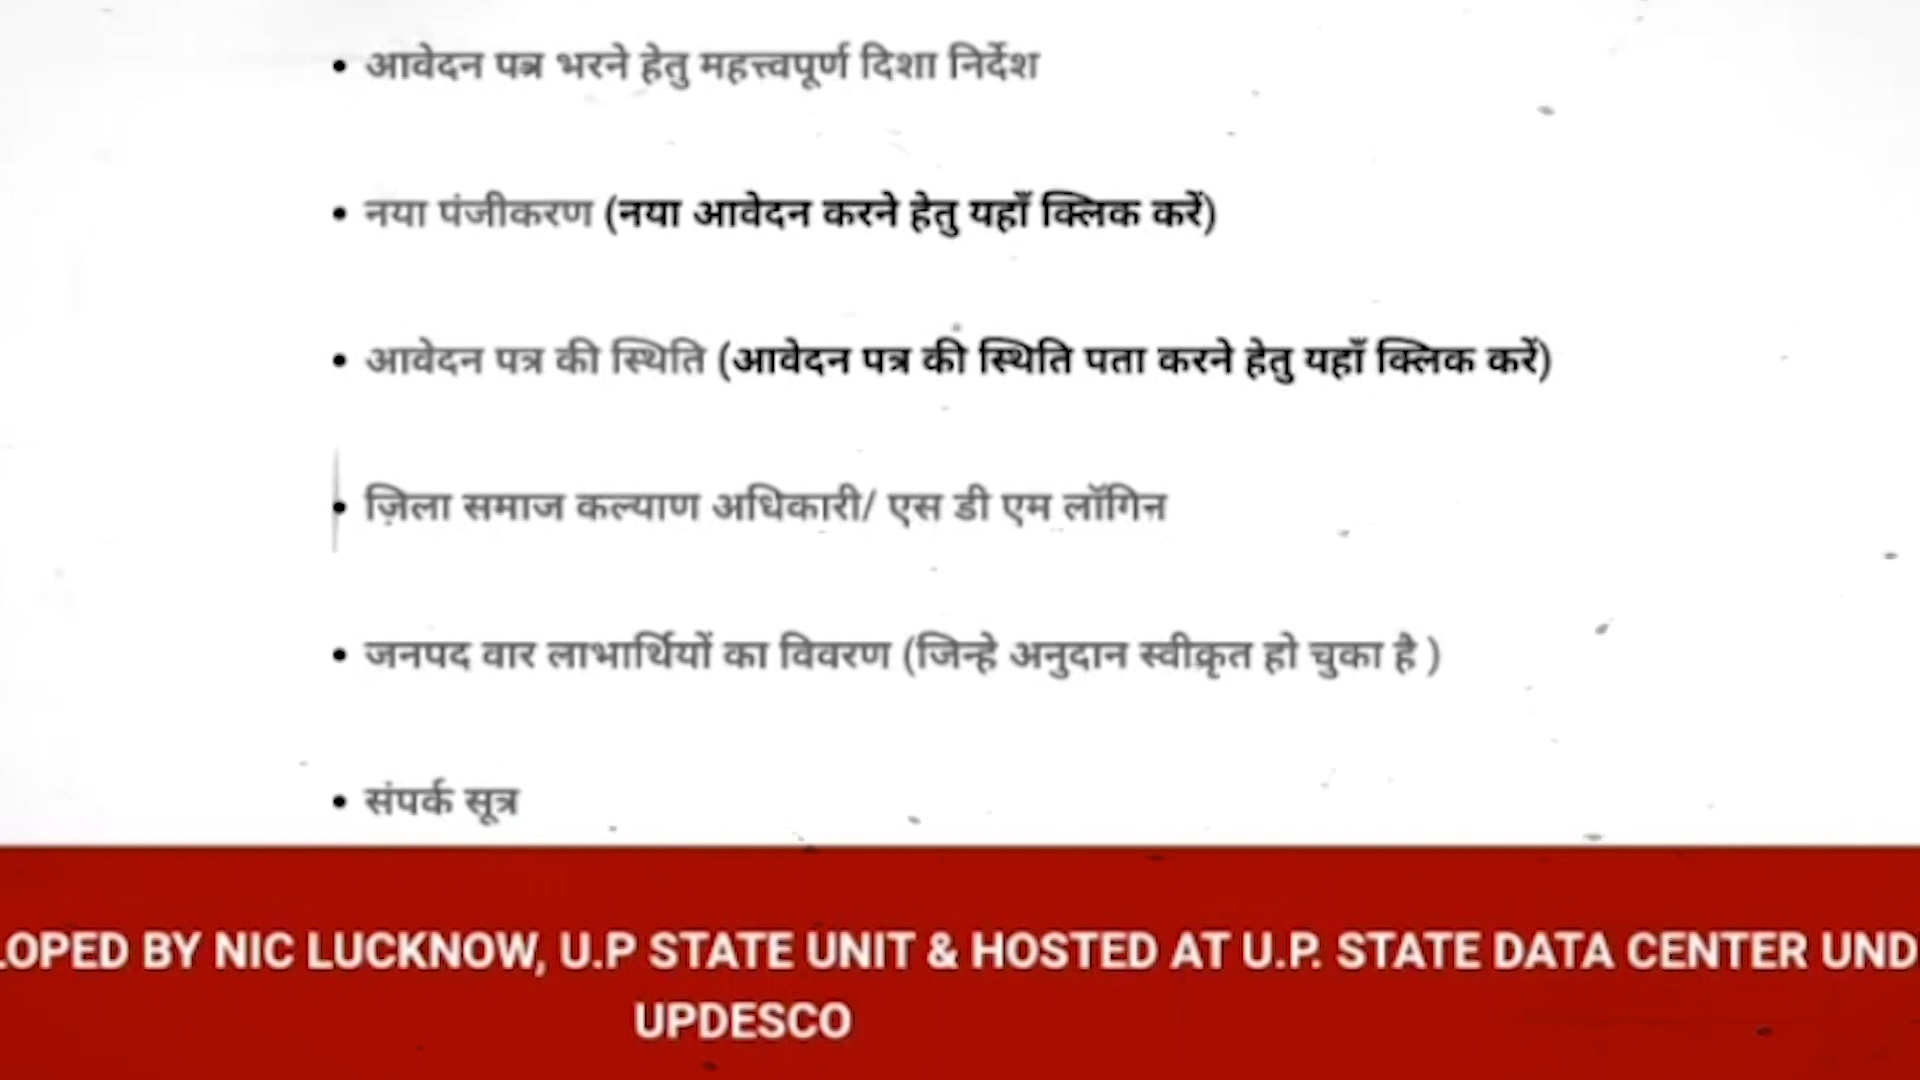 • आवेदन पत्र भरने हेतु महत्त्वपूर्ण दिशा निर्देश
• नया पंजीकरण (नया आवेदन करने हेतु यहाँ क्लिक करें)
• आवेदन पत्र की स्थिति (आवेदन पत्र की स्थिति पता करने हेतु यहाँ क्लिक करें)
• ज़िला समाज कल्याण अधिकारी/ एस डी एम लॉगिन
• जनपद वार लाभार्थियों का विवरण (जिन्हे अनुदान स्वीकृत हो चुका है )
• संपर्क सूत्र
LOPED BY NIC LUCKNOW, U.P STATE UNIT & HOSTED AT U.P. STATE DATA CENTER UND
UPDESCO